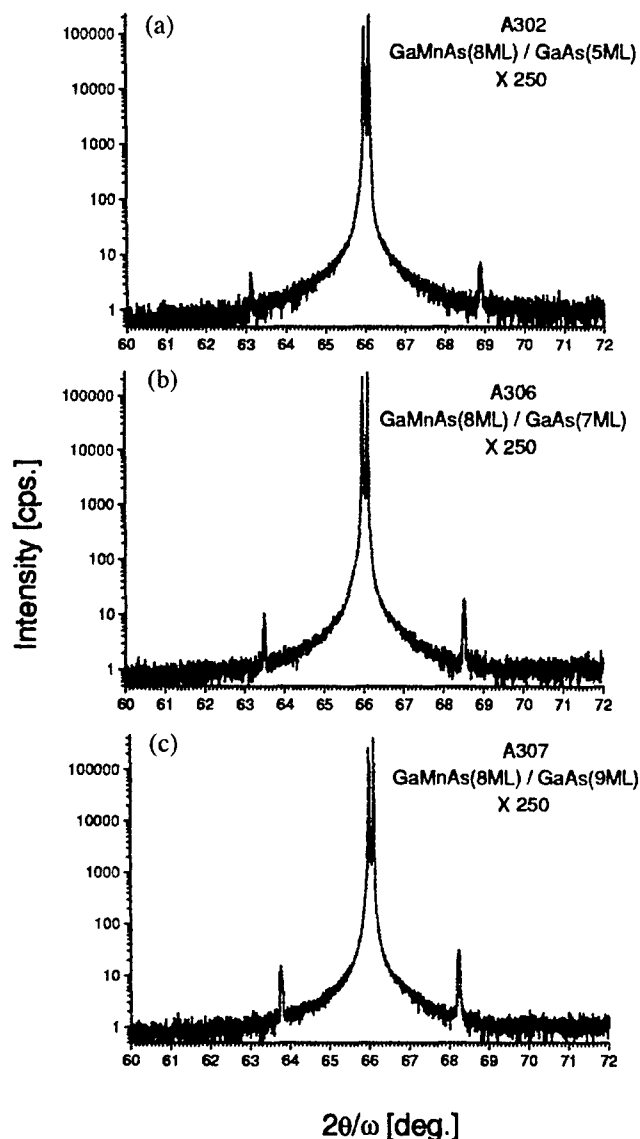 (a)
A302
GaMnAs(8ML) / GaAs(5ML)
X 250
100000
10000
100
10
1
60 61 62 63 64 65 66 67 68 69 70 71 72
(b)
A306
GaMnAs(8ML) / GaAs(7ML)
X 250
100000
1000
100
10
1
60 61 62 63 64 65 66 67 68 69 70 71 72
Intensity [cps.]
(c)
A307
GaMnAs(8ML) / GaAs(9ML)
X 250
100000
10000
100
10
1
60 61 62 63 64 65 66 67 68 69 70 71 72
2θ/ω [deg.]